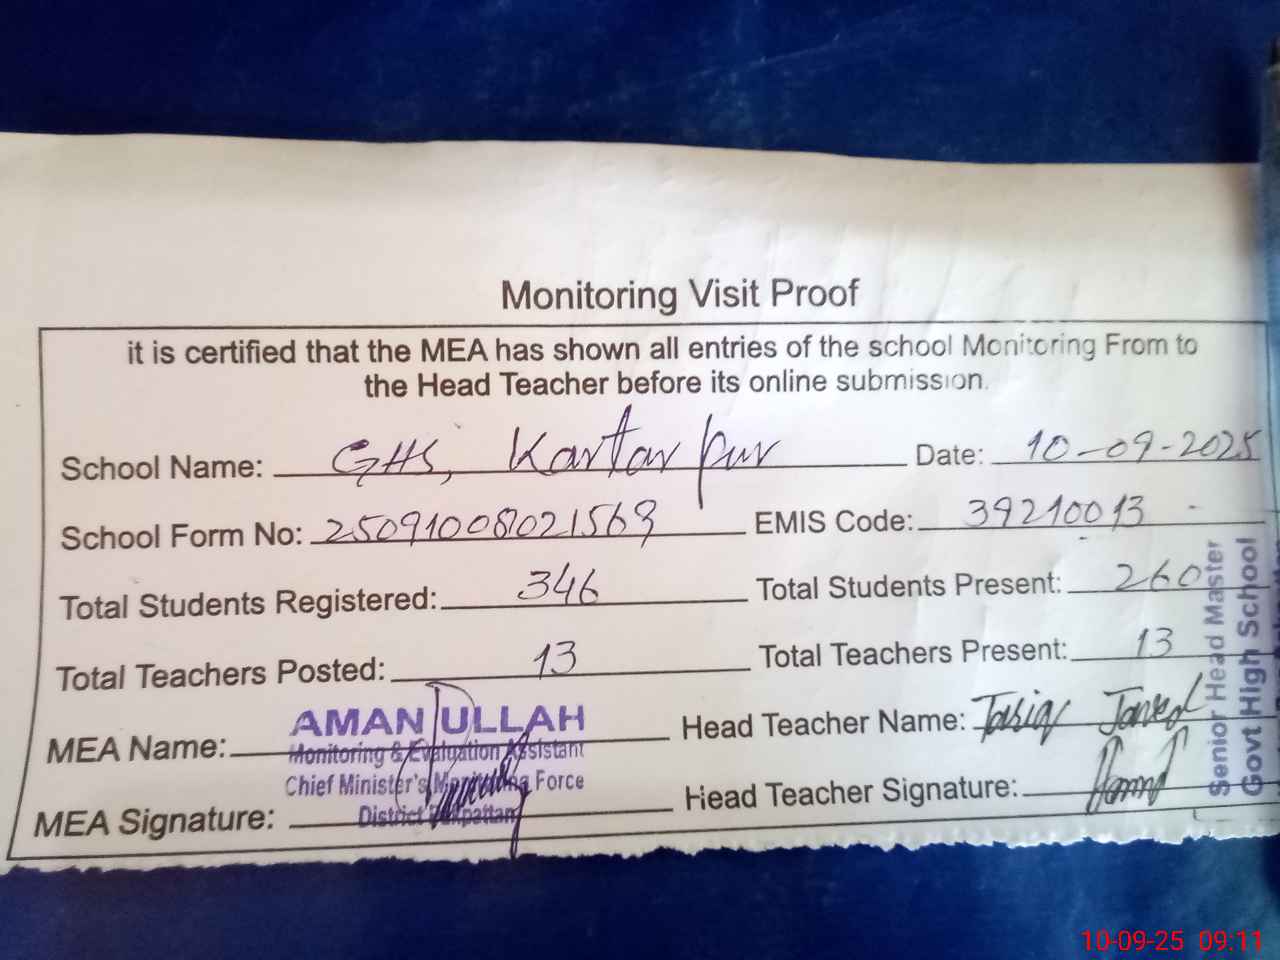 Monitoring Visit Proof
it is certified that the MEA has shown all entries of the school Monitoring From to
the Head Teacher before its online submission.
School Name: GHS, Kartarpur Date: 10-09-2025
School Form No: 250910081021569 EMIS Code: 39210013
Total Students Registered: 346 Total Students Present: 260
Total Teachers Posted: 13 Total Teachers Present: 13
MEA Name: AMAN ULLAH Head Teacher Name: Tariq Javed
Monitoring & Evaluation Assistant
Chief Minister's Monitoring Force
MEA Signature: District Pakpattan Head Teacher Signature:
Senior Head Master
Govt High School
10-09-25 09:11